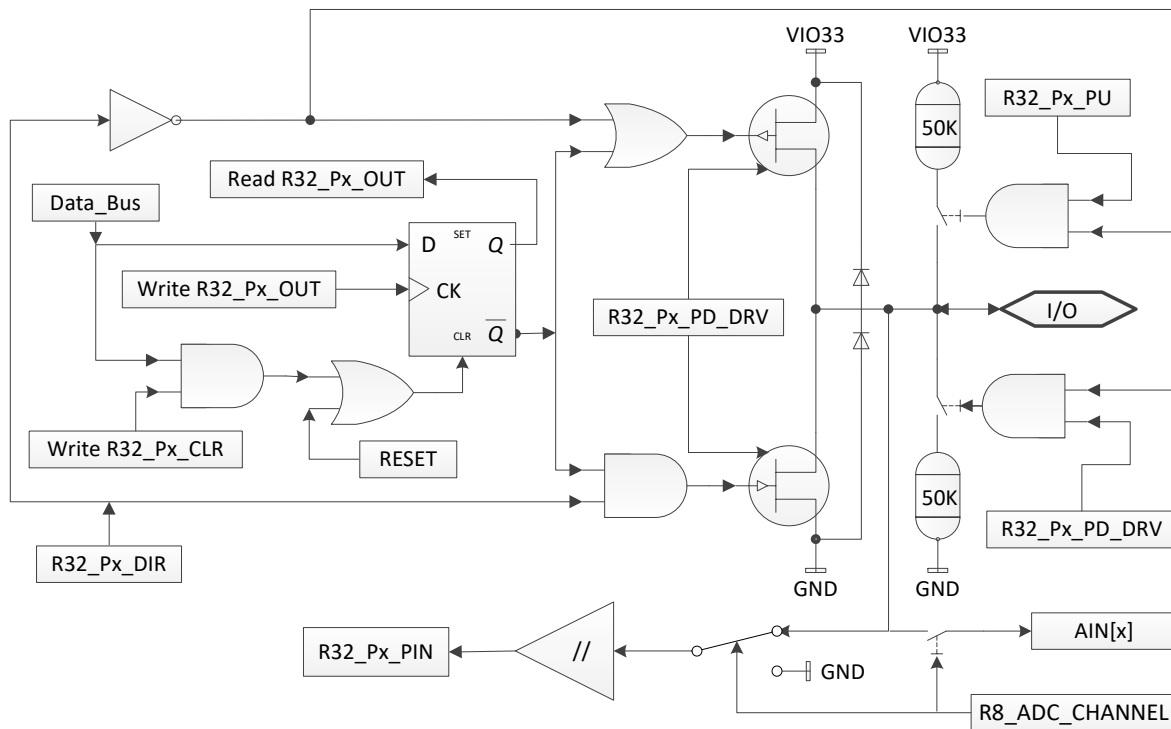 VIO33
VIO33
R32_Px_PU
50K
Read R32_Px_OUT
Data_Bus
D
SET
Q
Write R32_Px_OUT
CK
R32_Px_PD_DRV
I/O
CLR
Q
Write R32_Px_CLR
RESET
50K
R32_Px_DIR
R32_Px_PD_DRV
GND
GND
R32_Px_PIN
//
GND
AIN[x]
R8_ADC_CHANNEL